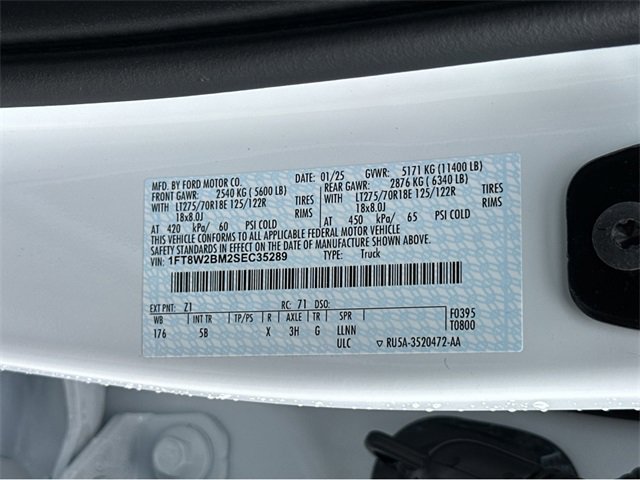 MFD. BY FORD MOTOR CO. 01/25 GVWR: 5171 KG (11400 LB)
FRONT GAWR: 2540 KG (5600 LB) REAR GAWR: 2876 KG (6340 LB)
WITH LT275/70R18E 125/122R TIRES WITH LT275/70R18E 125/122R TIRES
18x8.0J RIMS 18x8.0J RIMS
AT 420 kPa/ 60 PSI COLD AT 450 kPa/ 65 PSI COLD
THIS VEHICLE CONFORMS TO ALL APPLICABLE FEDERAL MOTOR VEHICLE
SAFETY STANDARDS IN EFFECT ON THE DATE OF MANUFACTURE SHOWN ABOVE.
VIN: 1FT8W2BM2SEC35289 TYPE: Truck
EXT PNT: Z1 RC: 71 DSO: F0395
WB INT TR TP/PS R AXLE TR SPR T0800
176 5B X 3H G LLNN
ULC RU5A-3520472-AA